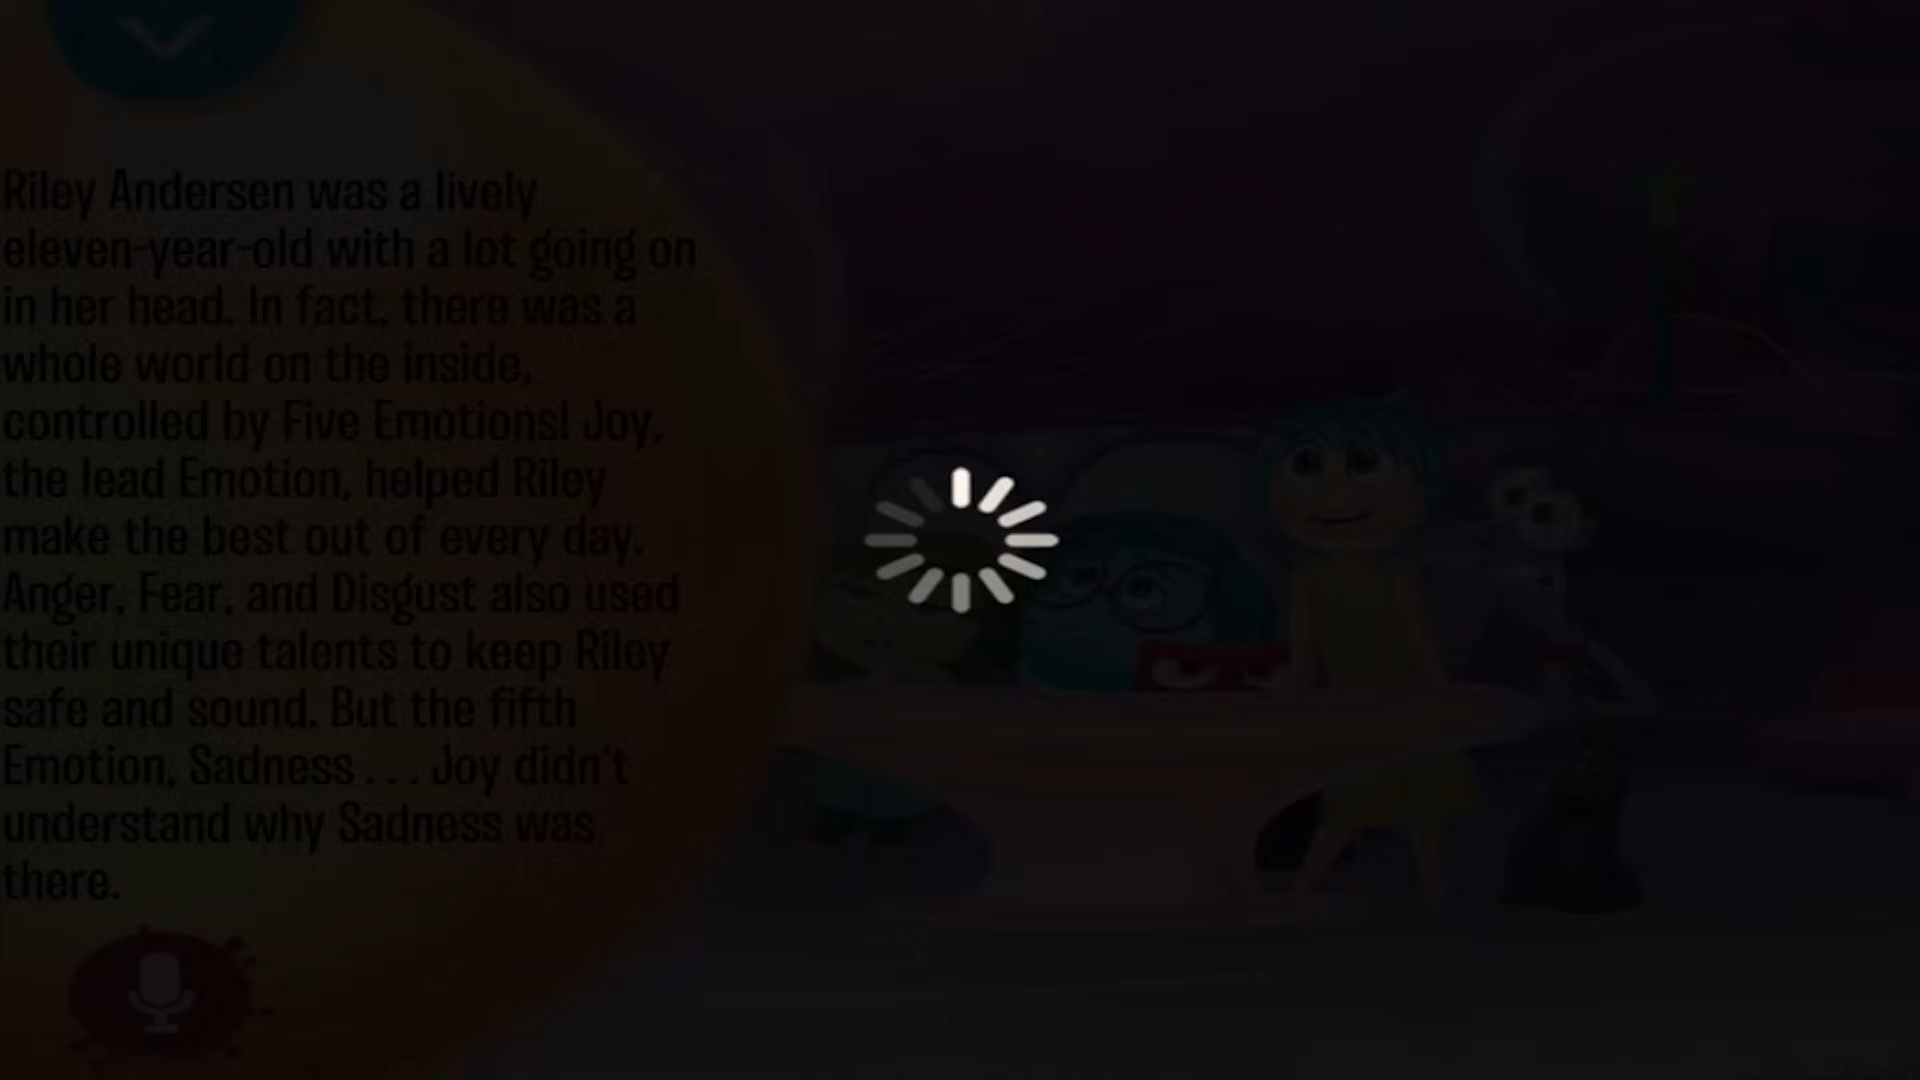 Riley Andersen was a lively
eleven-year-old with a lot going on
in her head. In fact, there was a
whole world on the inside,
controlled by Five Emotions! Joy,
the lead Emotion, helped Riley
make the best out of every day.
Anger, Fear, and Disgust also used
their unique talents to keep Riley
safe and sound. But the fifth
Emotion, Sadness . . . Joy didn't
understand why Sadness was
there.